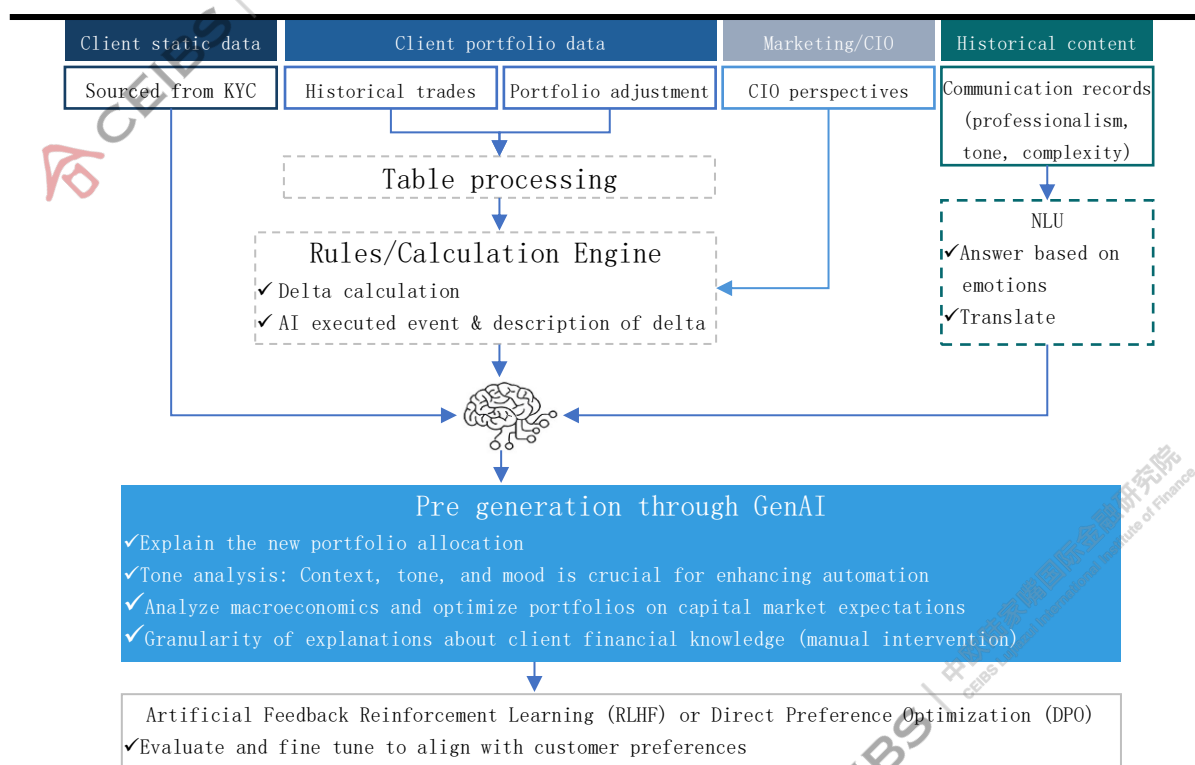 Client static data
Client portfolio data
Marketing/CIO
Historical content
Sourced from KYC
Historical trades
Portfolio adjustment
CIO perspectives
Communication records
(professionalism,
tone, complexity)
Table processing
Rules/Calculation Engine
✓ Delta calculation
✓ AI executed event & description of delta
NLU
✓Answer based on
emotions
✓Translate
Pre generation through GenAI
✓Explain the new portfolio allocation
✓Tone analysis: Context, tone, and mood is crucial for enhancing automation
✓Analyze macroeconomics and optimize portfolios on capital market expectations
✓Granularity of explanations about client financial knowledge (manual intervention)
Artificial Feedback Reinforcement Learning (RLHF) or Direct Preference Optimization (DPO)
✓Evaluate and fine tune to align with customer preferences
CEIBS
CEIBS